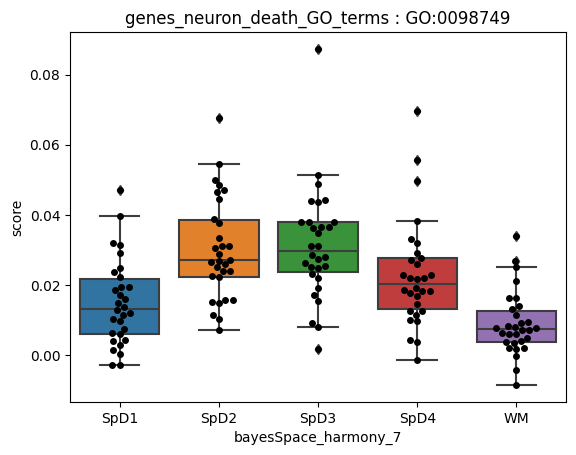 genes_neuron_death_GO_terms : GO:0098749
score
0.08
0.06
0.04
0.02
0.00
SpD1 SpD2 SpD3 SpD4 WM
bayesSpace_harmony_7